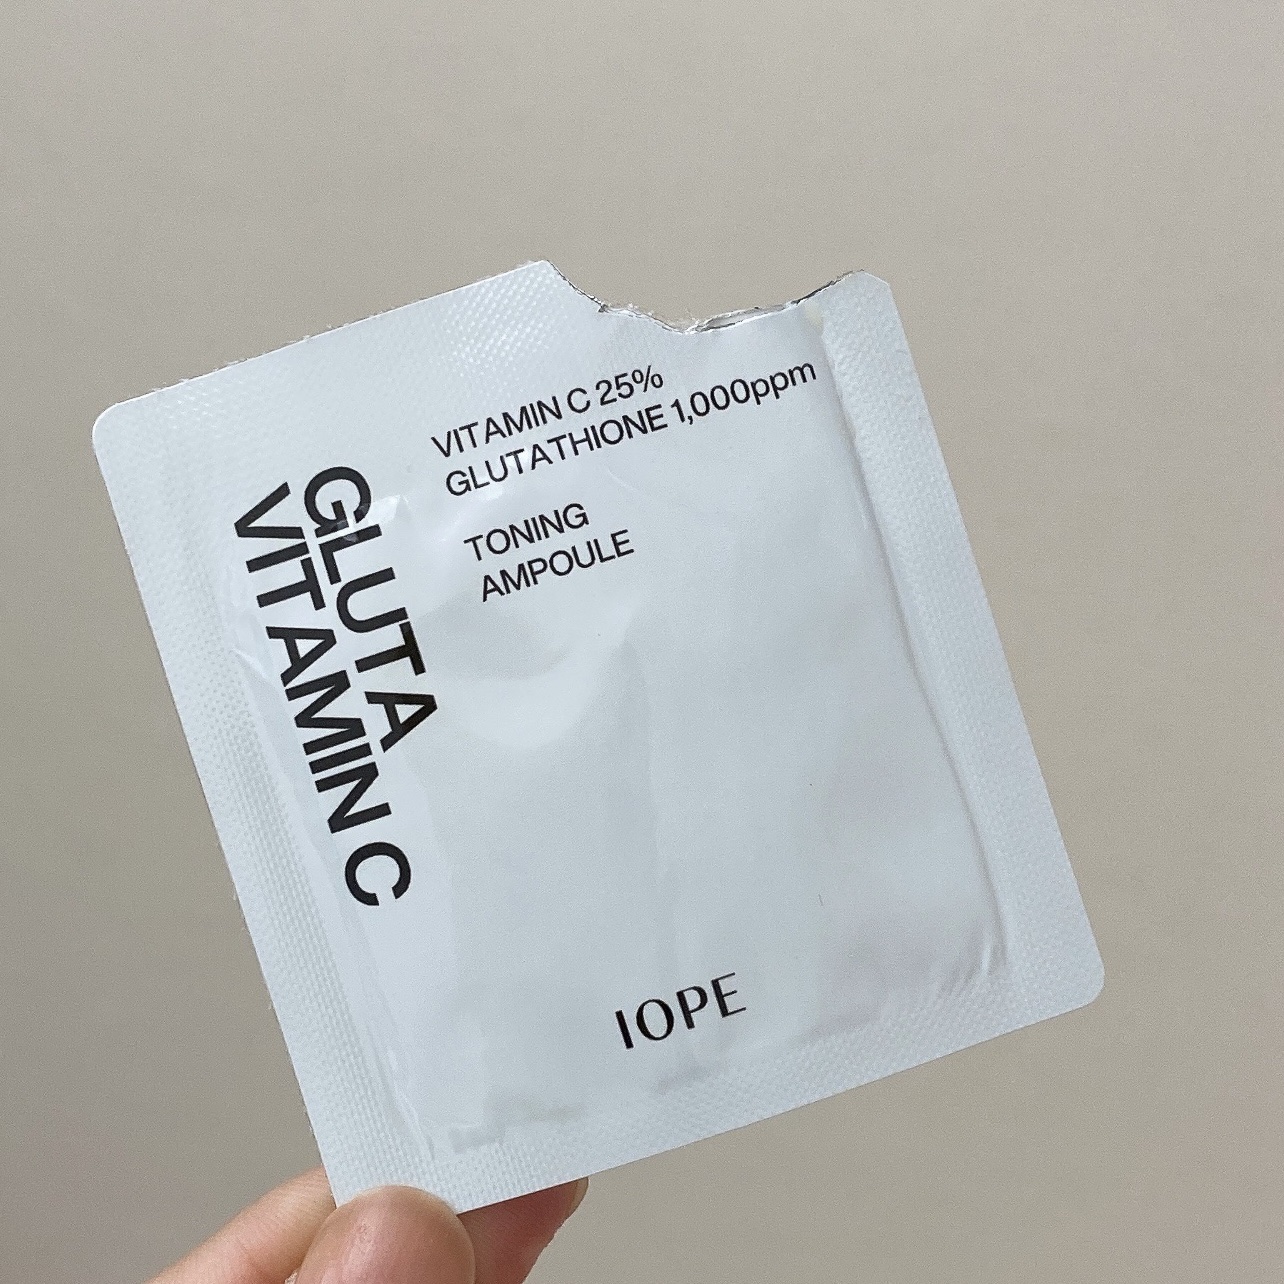 VITAMIN C 25%
GLUTATHIONE 1,000ppm
TONING
AMPOULE
GLUTA
VITAMIN C
IOPE